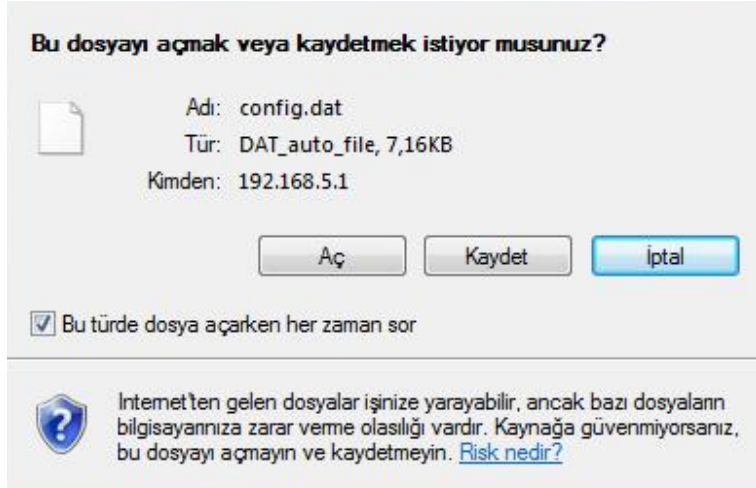 Bu dosyayı açmak veya kaydetmek istiyor musunuz?
Adı: config.dat
Tür: DAT_auto_file, 7,16KB
Kimden: 192.168.5.1
Aç Kaydet İptal
Bu türde dosya açarken her zaman sor
Internet'ten gelen dosyalar işinize yarayabilir, ancak bazı dosyaların
bilgisayarınıza zarar verme olasılığı vardır. Kaynağa güvenmiyorsanız,
bu dosyayı açmayın ve kaydetmeyin. Risk nedir?